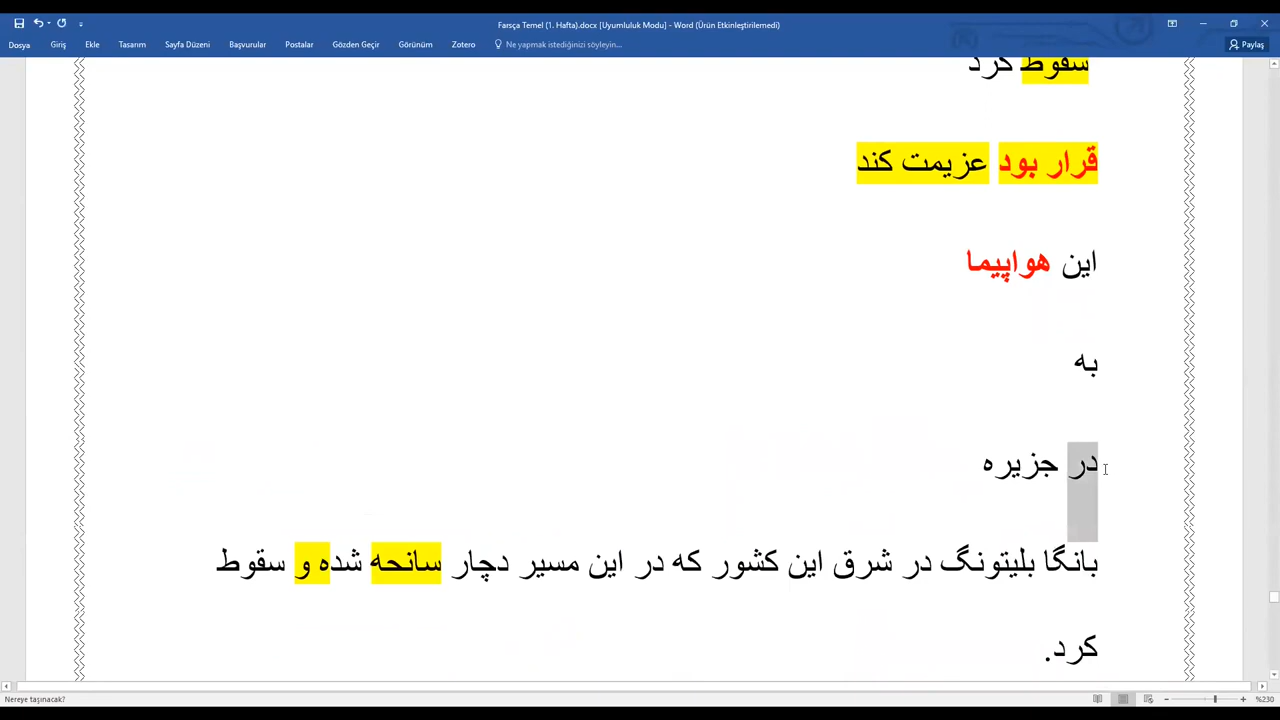 Farsça Temel (1. Hafta).docx [Uyumluluk Modu] - Word (Ürün Etkinleştirilemedi)
Dosya Giriş Ekle Tasarım Sayfa Düzeni Başvurular Postalar Gözden Geçir Görünüm Zotero Ne yapmak istediğinizi söyleyin... Paylaş
سقوط کرد
قرار بود عزیمت کند
این هواپیما
به
در جزیره
بانگا بلیتونگ در شرق این کشور که در این مسیر دچار سانحه شده و سقوط
کرد.
Nereye taşınacak?
%230